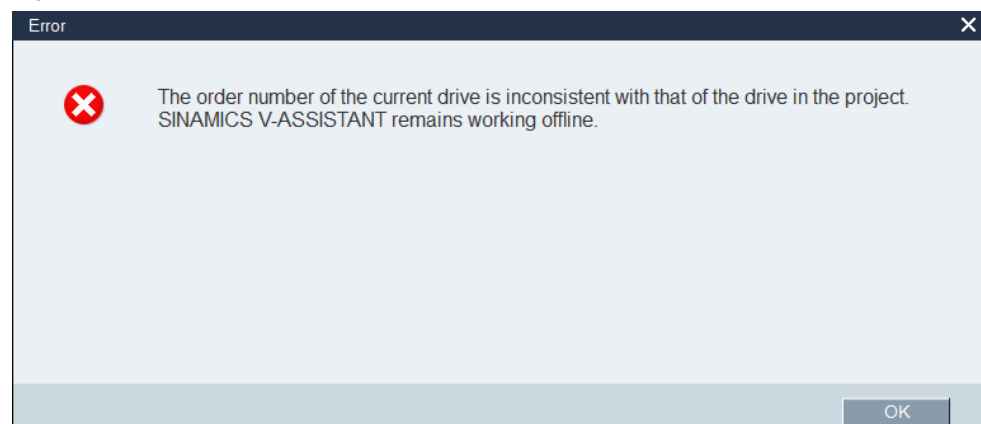 Error
The order number of the current drive is inconsistent with that of the drive in the project.
SINAMICS V-ASSISTANT remains working offline.
OK